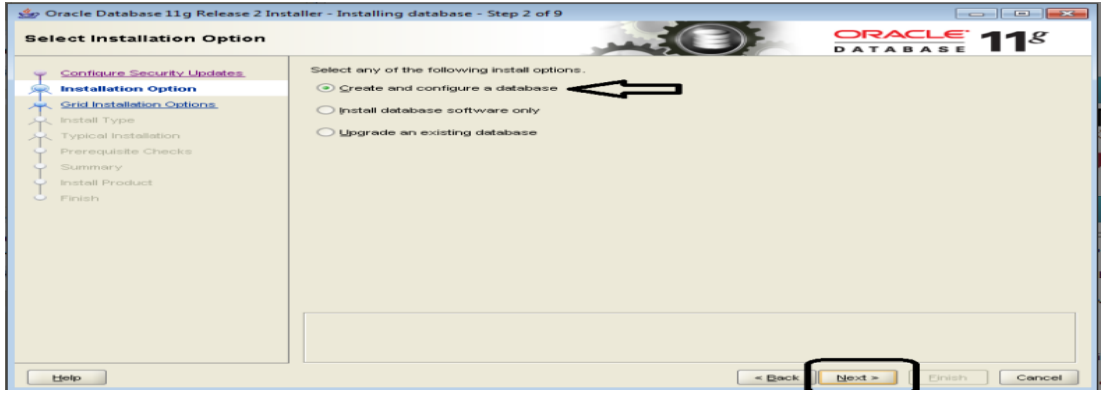 Oracle Database 11g Release 2 Installer - Installing database - Step 2 of 9
Select Installation Option
ORACLE
DATABASE
11g
Configure Security Updates
Installation Option
Grid Installation Options
Install Type
Typical Installation
Prerequisite Checks
Summary
Install Product
Finish
Select any of the following install options.
Create and configure a database
Install database software only
Upgrade an existing database
Help
< Back
Next >
Finish
Cancel